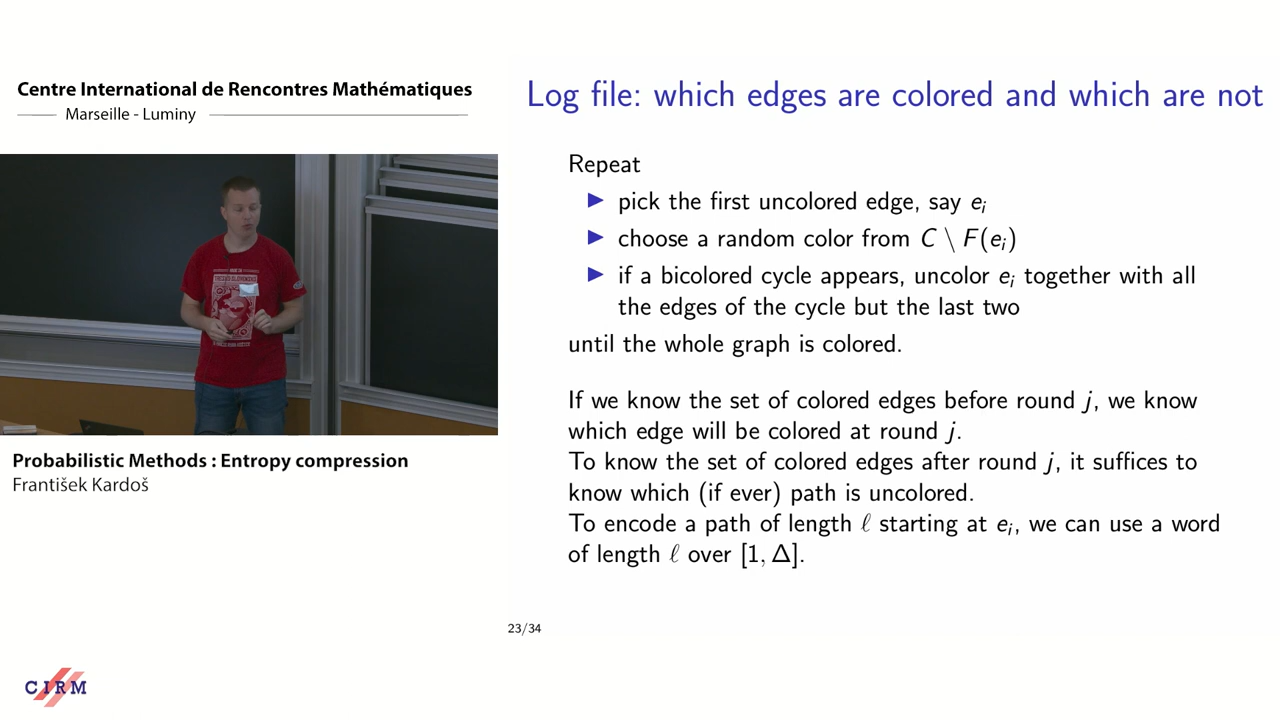 Centre International de Rencontres Mathématiques
Marseille - Luminy
Log file: which edges are colored and which are not
Repeat
▶ pick the first uncolored edge, say eᵢ
▶ choose a random color from C \ F(eᵢ)
▶ if a bicolored cycle appears, uncolor eᵢ together with all
the edges of the cycle but the last two
until the whole graph is colored.
If we know the set of colored edges before round j, we know
which edge will be colored at round j.
To know the set of colored edges after round j, it suffices to
know which (if ever) path is uncolored.
To encode a path of length ℓ starting at eᵢ, we can use a word
of length ℓ over [1, Δ].
Probabilistic Methods : Entropy compression
František Kardoš
23/34
CIRM